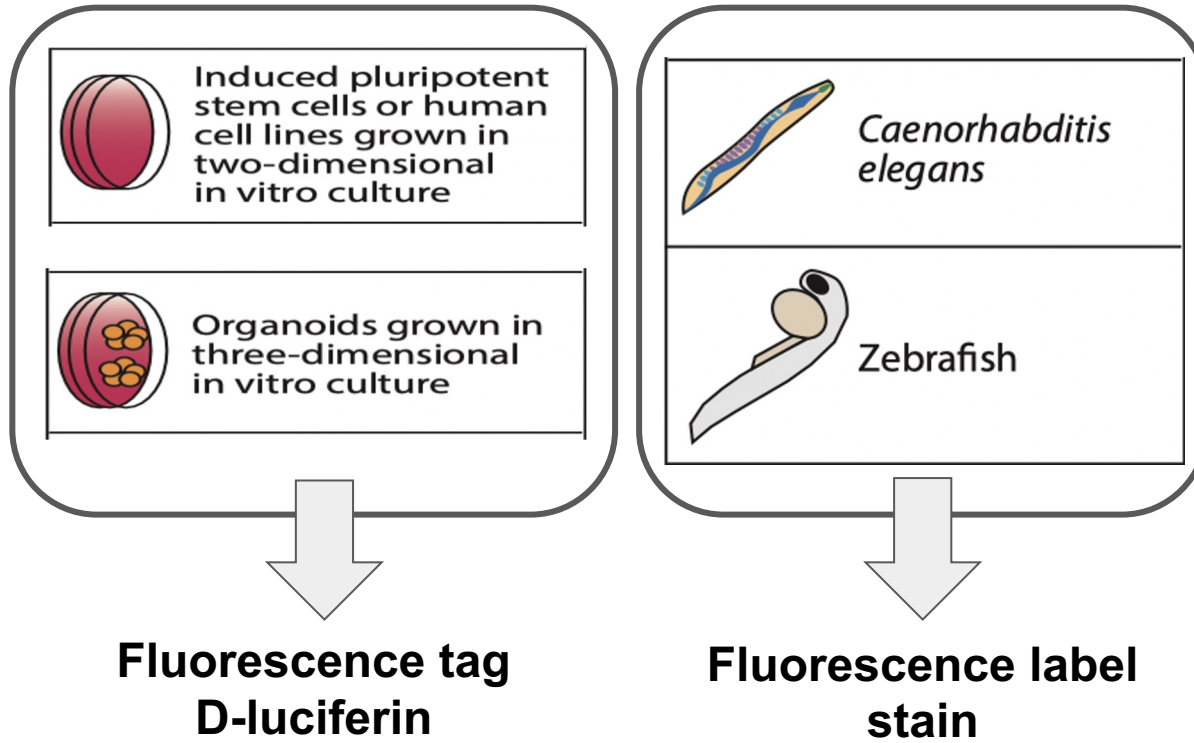 Induced pluripotent
stem cells or human
cell lines grown in
two-dimensional
in vitro culture
Organoids grown in
three-dimensional
in vitro culture
Fluorescence tag
D-luciferin
Caenorhabditis
elegans
Zebrafish
Fluorescence label
stain